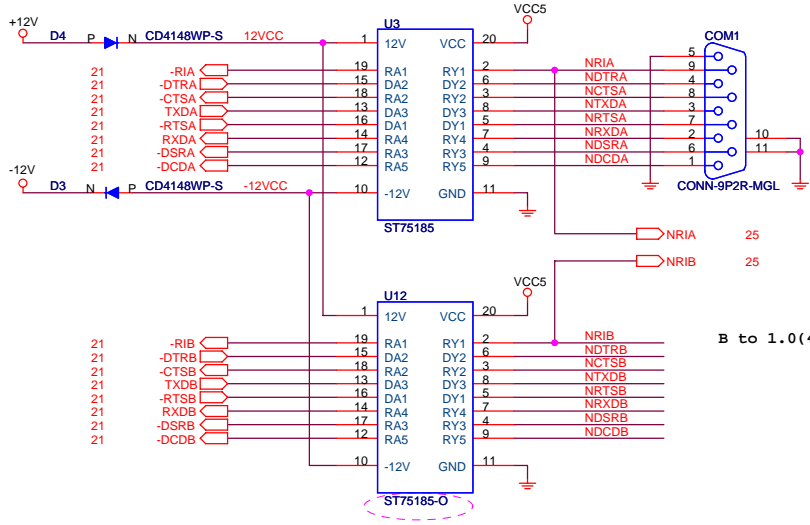 +12V D4 P N CD4148WP-S 12VCC
U3 VCC5 COM1
1 12V VCC 20
5
21 -RIA 19 RA1 RY1 2 NRIA 9
21 -DTRA 15 DA2 DY2 6 NDTRA 4
21 -CTSA 18 RA2 RY2 3 NCTSA 8
21 TXDA 13 DA3 DY3 8 NTXDA 3
21 -RTSA 16 DA1 DY1 5 NRTSA 7
21 RXDA 14 RA4 RY4 7 NRXDA 2 10
21 -DSRA 17 RA3 RY3 4 NDSRA 6 11
21 -DCDA 12 RA5 RY5 9 NDCDA 1
-12V D3 N P CD4148WP-S -12VCC
10 -12V GND 11
CONN-9P2R-MGL
ST75185
NRIA 25
NRIB 25
U12 VCC5
1 12V VCC 20
21 -RIB 19 RA1 RY1 2 NRIB
B to 1.0(4
21 -DTRB 15 DA2 DY2 6 NDTRB
21 -CTSB 18 RA2 RY2 3 NCTSB
21 TXDB 13 DA3 DY3 8 NTXDB
21 -RTSB 16 DA1 DY1 5 NRTSB
21 RXDB 14 RA4 RY4 7 NRXDB
21 -DSRB 17 RA3 RY3 4 NDSRB
21 -DCDB 12 RA5 RY5 9 NDCDB
10 -12V GND 11
ST75185-O